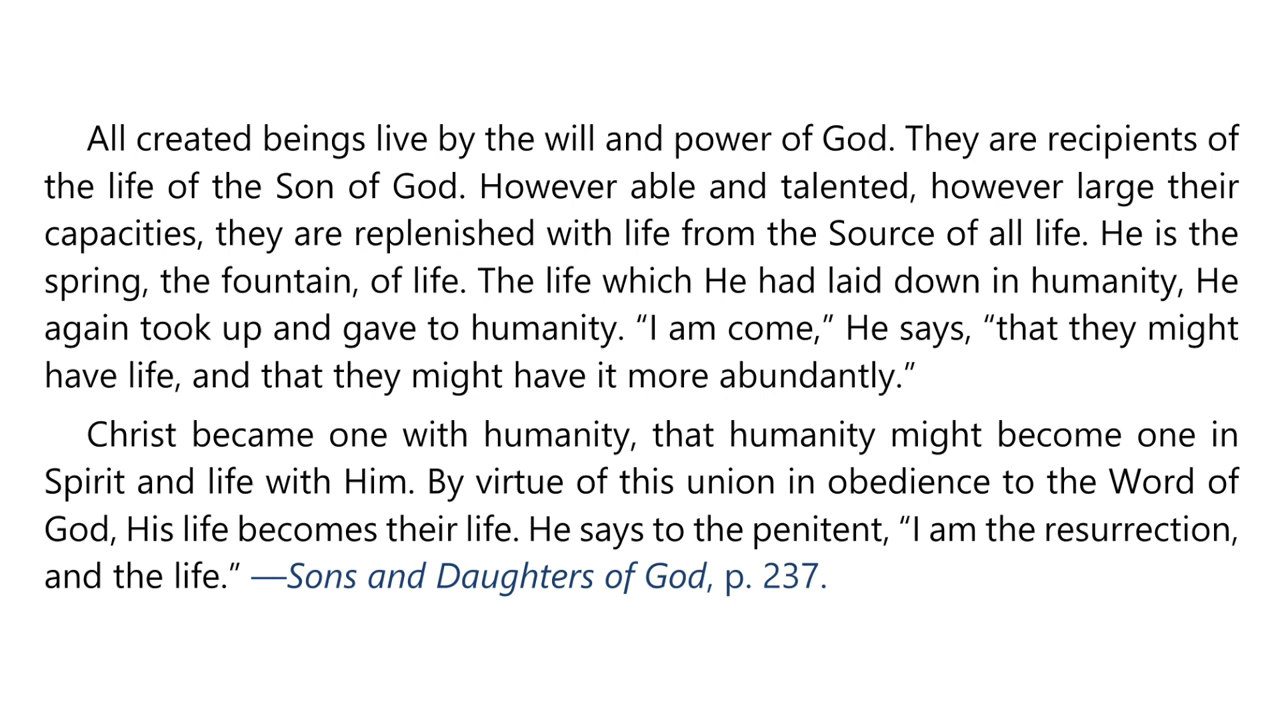 All created beings live by the will and power of God. They are recipients of
the life of the Son of God. However able and talented, however large their
capacities, they are replenished with life from the Source of all life. He is the
spring, the fountain, of life. The life which He had laid down in humanity, He
again took up and gave to humanity. “I am come,” He says, “that they might
have life, and that they might have it more abundantly.”
Christ became one with humanity, that humanity might become one in
Spirit and life with Him. By virtue of this union in obedience to the Word of
God, His life becomes their life. He says to the penitent, “I am the resurrection,
and the life.” —Sons and Daughters of God, p. 237.